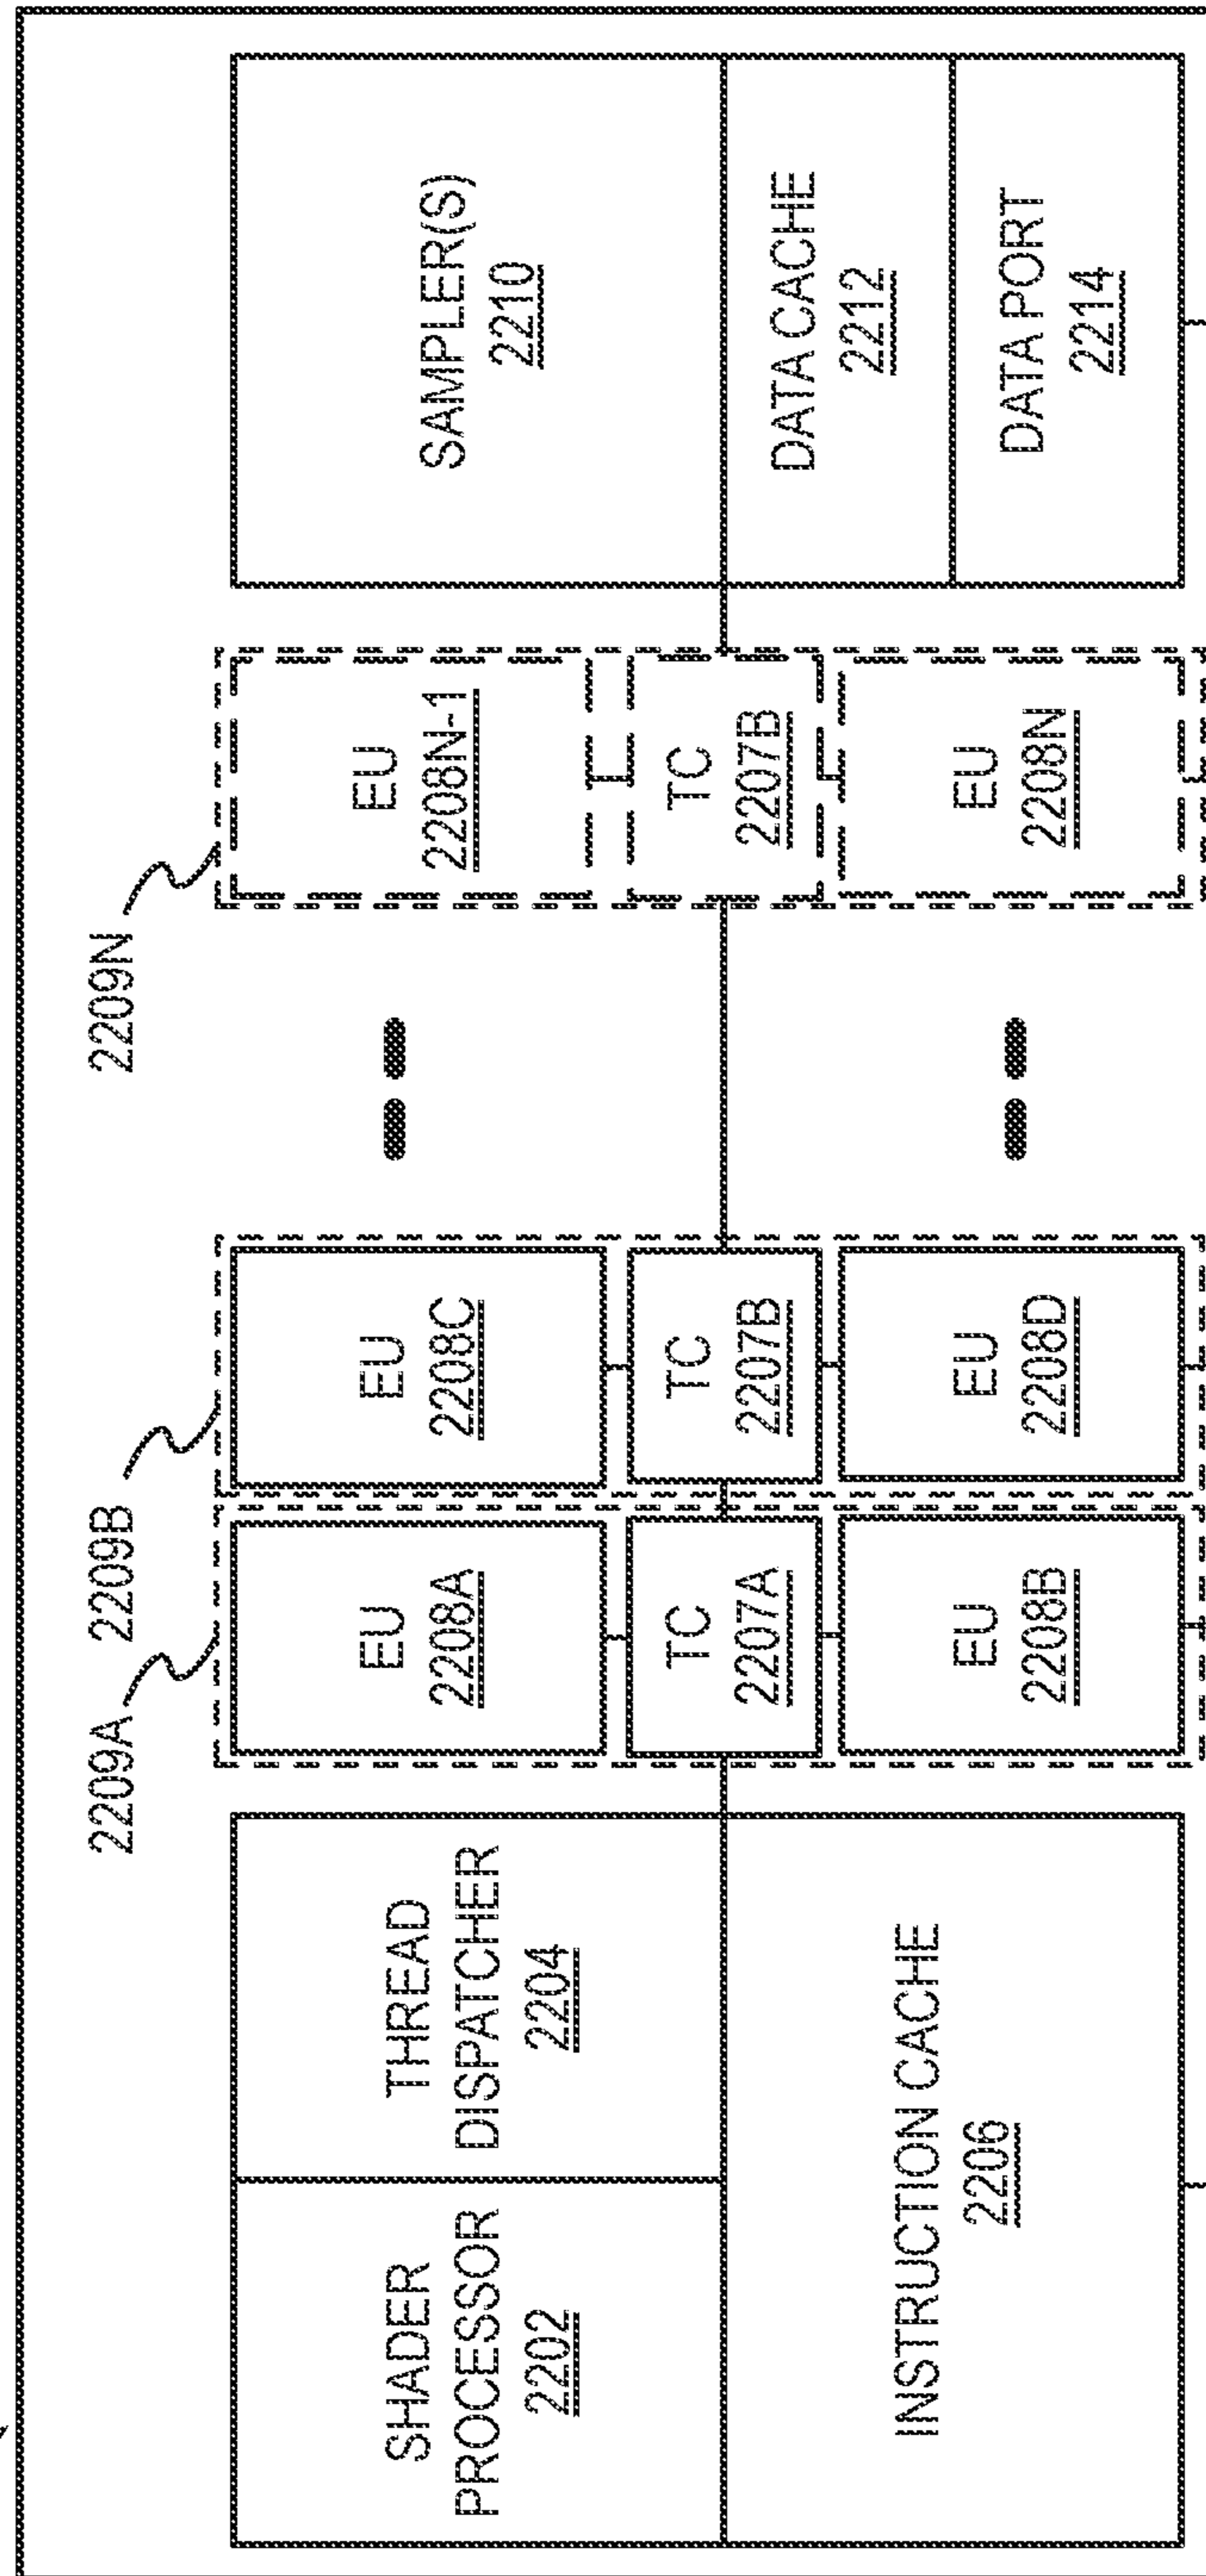 2209A
2209B
2209N
SHADER
PROCESSOR
2202
THREAD
DISPATCHER
2204
INSTRUCTION CACHE
2206
EU
2208A
TC
2207A
EU
2208B
EU
2208C
TC
2207B
EU
2208D
EU
2208N-1
TC
2207B
EU
2208N
SAMPLER(S)
2210
DATA CACHE
2212
DATA PORT
2214